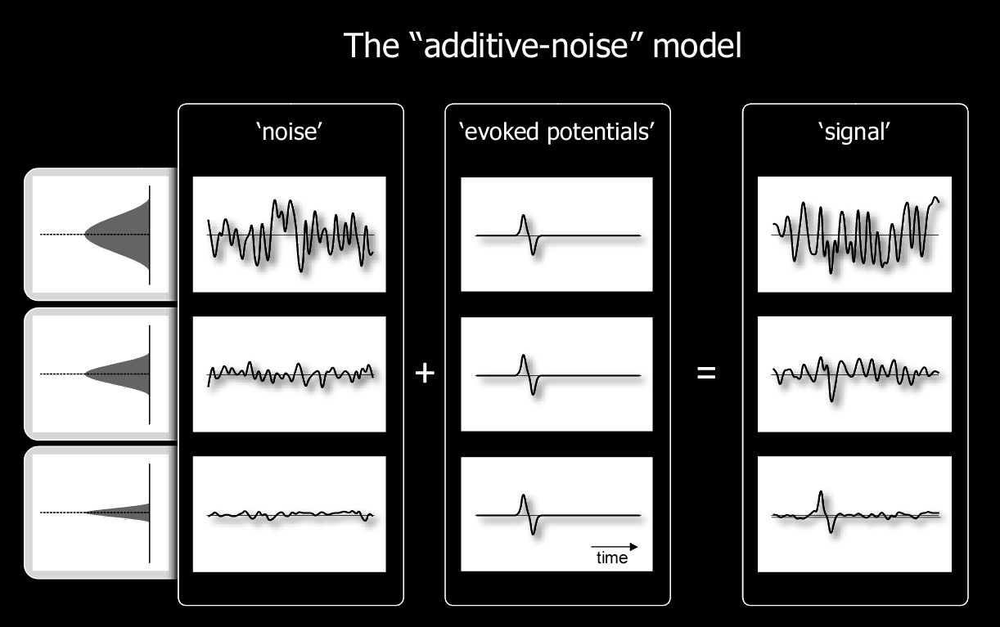 The “additive-noise” model
‘noise’
‘evoked potentials’
‘signal’
+
=
time